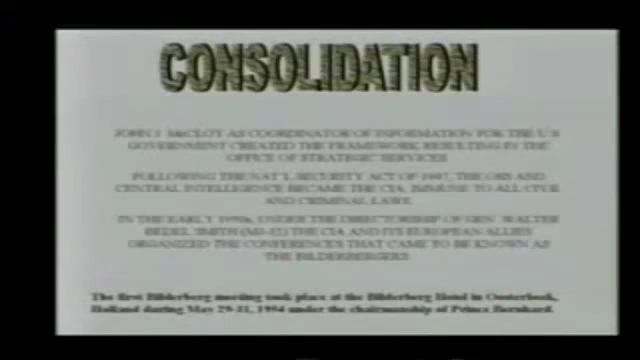 CONSOLIDATION
JOHN J. McCLOY AS COORDINATOR OF INFORMATION FOR THE U.S
GOVERNMENT CREATED THE FRAMEWORK RESULTING IN THE
OFFICE OF STRATEGIC SERVICES
FOLLOWING THE NAT'L SECURITY ACT OF 1947, THE OSS AND
CENTRAL INTELLIGENCE BECAME THE CIA, IMMUNE TO ALL CIVIL
AND CRIMINAL LAWS
IN THE EARLY 1950s, UNDER THE DIRECTORSHIP OF GEN. WALTER
BEDEL SMITH THE CIA AND ITS EUROPEAN ALLIES
ORGANIZED THE CONFERENCES THAT CAME TO BE KNOWN AS
THE BILDERBERGERS
The first Bilderberg meeting took place at the Bilderberg Hotel in Oosterbeek,
Holland during May 29-31, 1954 under the chairmanship of Prince Bernhard.